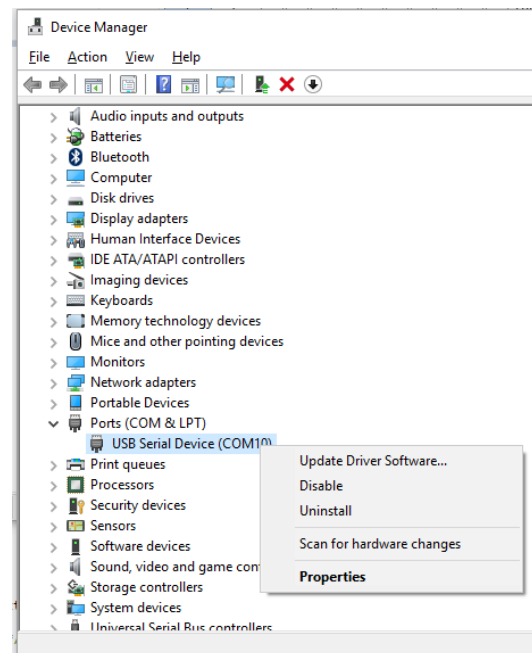 Device Manager
File Action View Help
Audio inputs and outputs
Batteries
Bluetooth
Computer
Disk drives
Display adapters
Human Interface Devices
IDE ATA/ATAPI controllers
Imaging devices
Keyboards
Memory technology devices
Mice and other pointing devices
Monitors
Network adapters
Portable Devices
Ports (COM & LPT)
USB Serial Device (COM10)
Print queues
Processors
Security devices
Sensors
Software devices
Sound, video and game con
Storage controllers
System devices
Universal Serial Bus controllers
Update Driver Software...
Disable
Uninstall
Scan for hardware changes
Properties